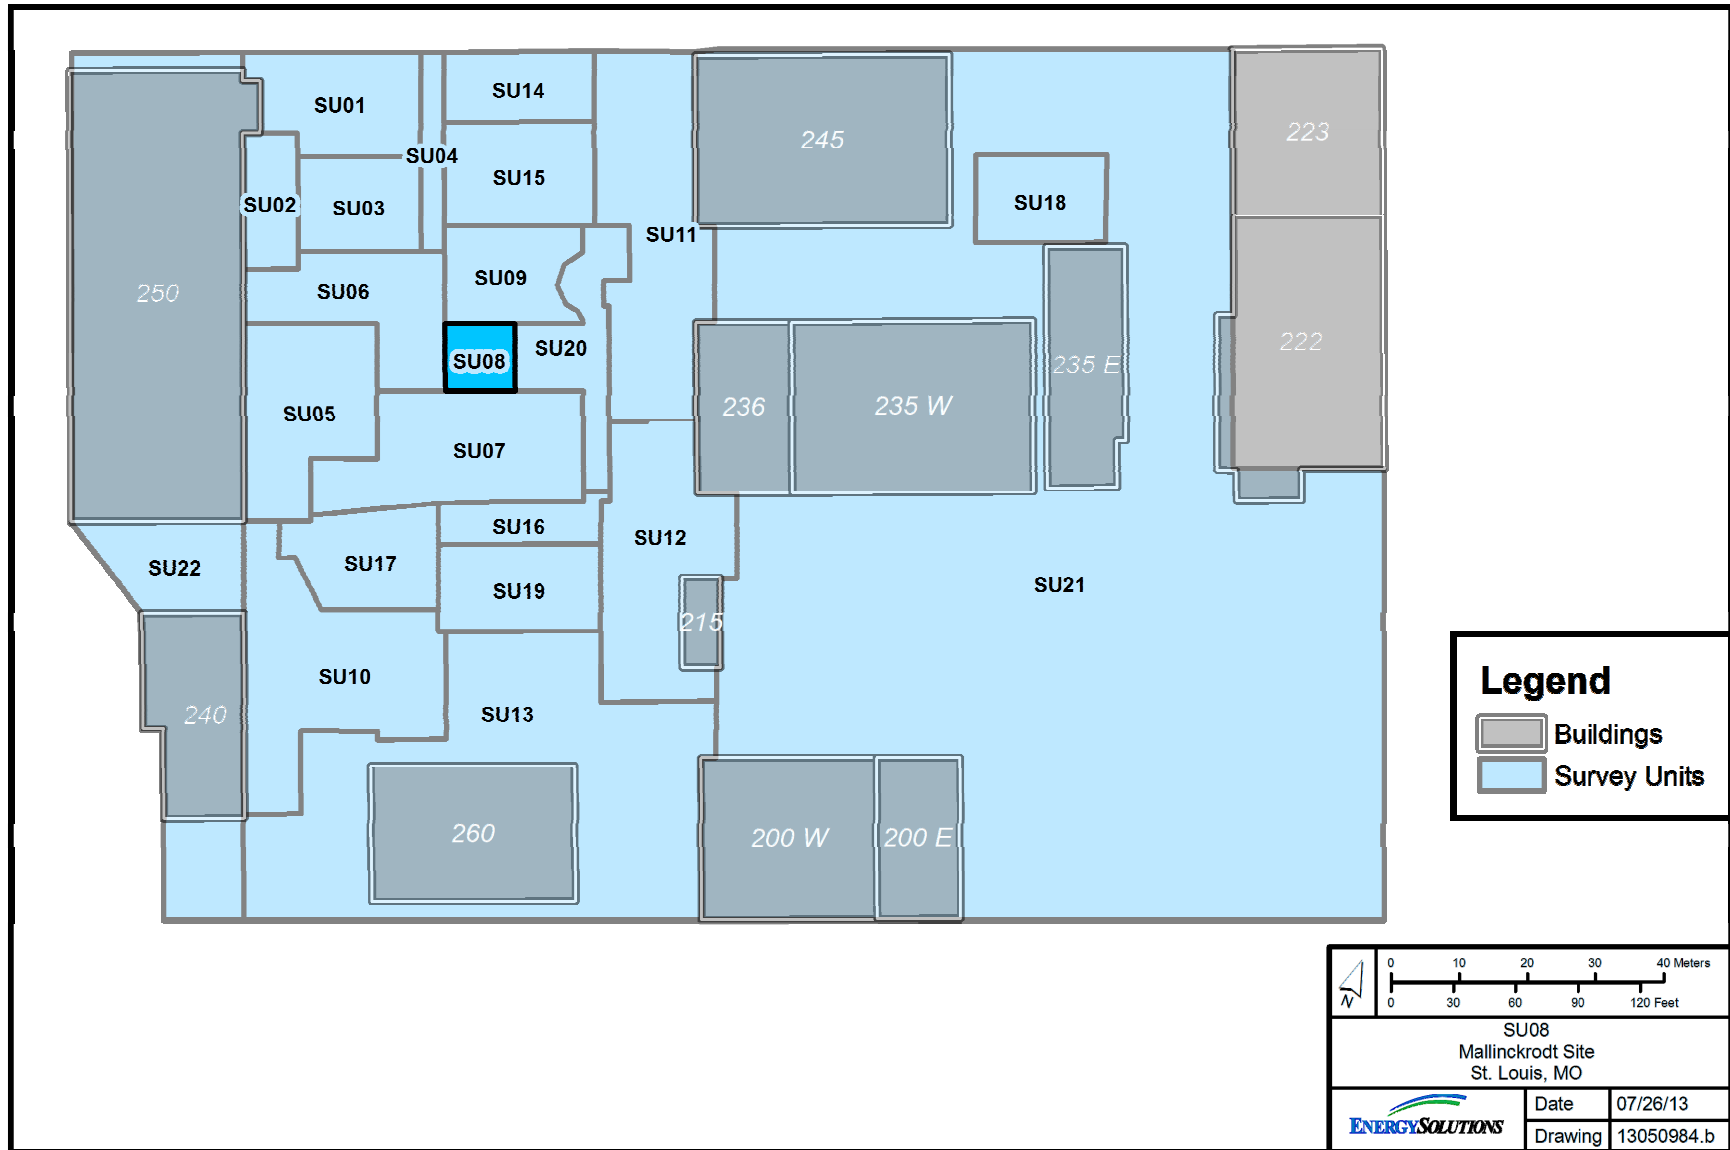 SU14
SU01
223
245
SU04
SU15
SU02
SU03
SU18
SU11
SU09
SU06
250
222
SU20
SU08
235 E
236
235 W
SU05
SU07
SU16
SU12
SU17
SU22
SU21
SU19
215
SU10
SU13
240
260
200 W
200 E
Legend
Buildings
Survey Units
N
0 10 20 30 40 Meters
0 30 60 90 120 Feet
SU08
Mallinckrodt Site
St. Louis, MO
ENERGYSOLUTIONS
Date 07/26/13
Drawing 13050984.b